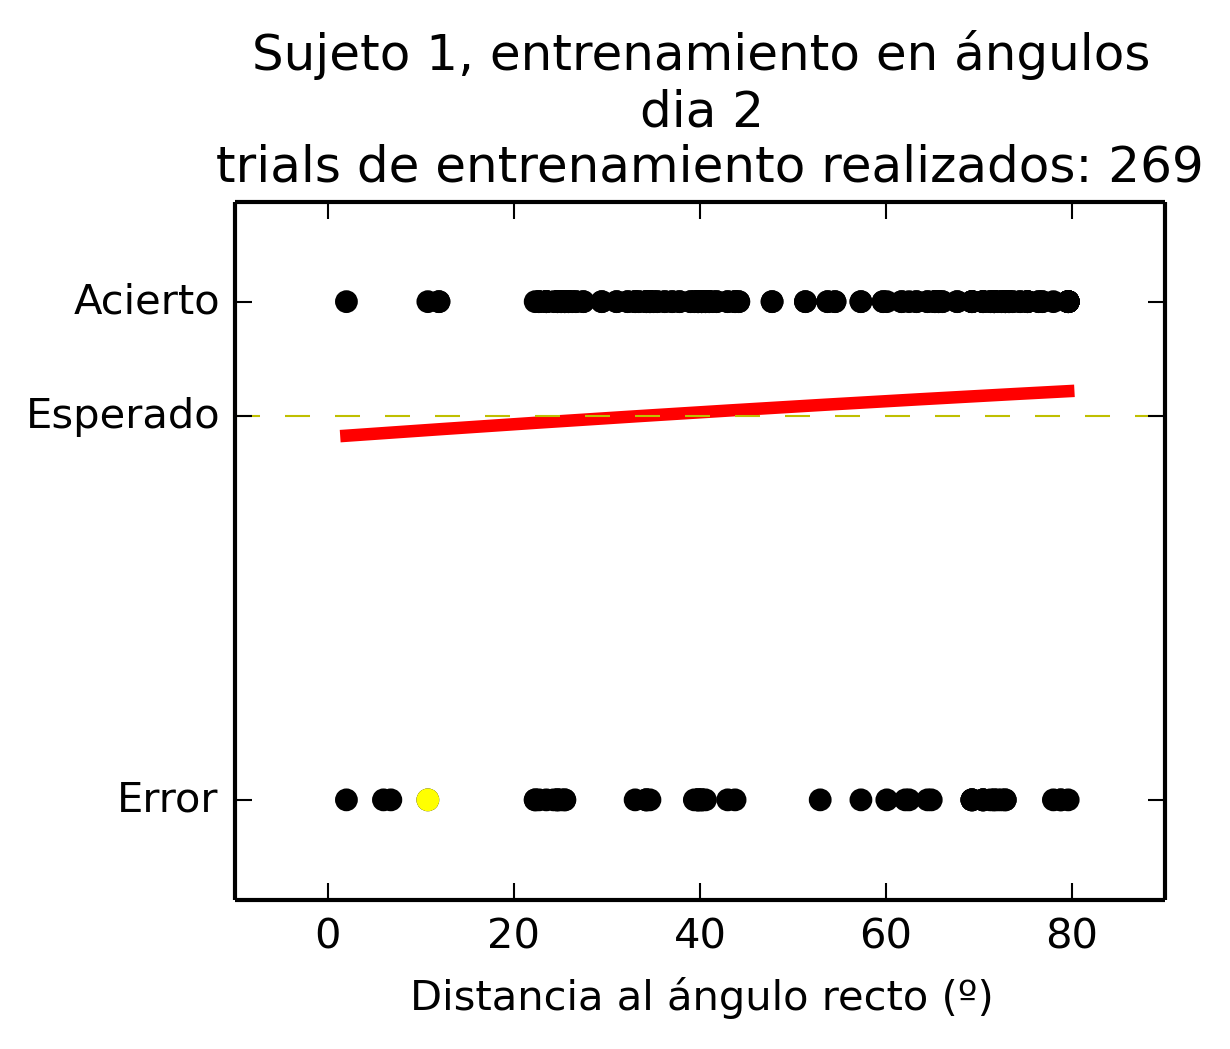 Sujeto 1, entrenamiento en ángulos
dia 2
trials de entrenamiento realizados: 269
Acierto
Esperado
Error
0 20 40 60 80
Distancia al ángulo recto (º)